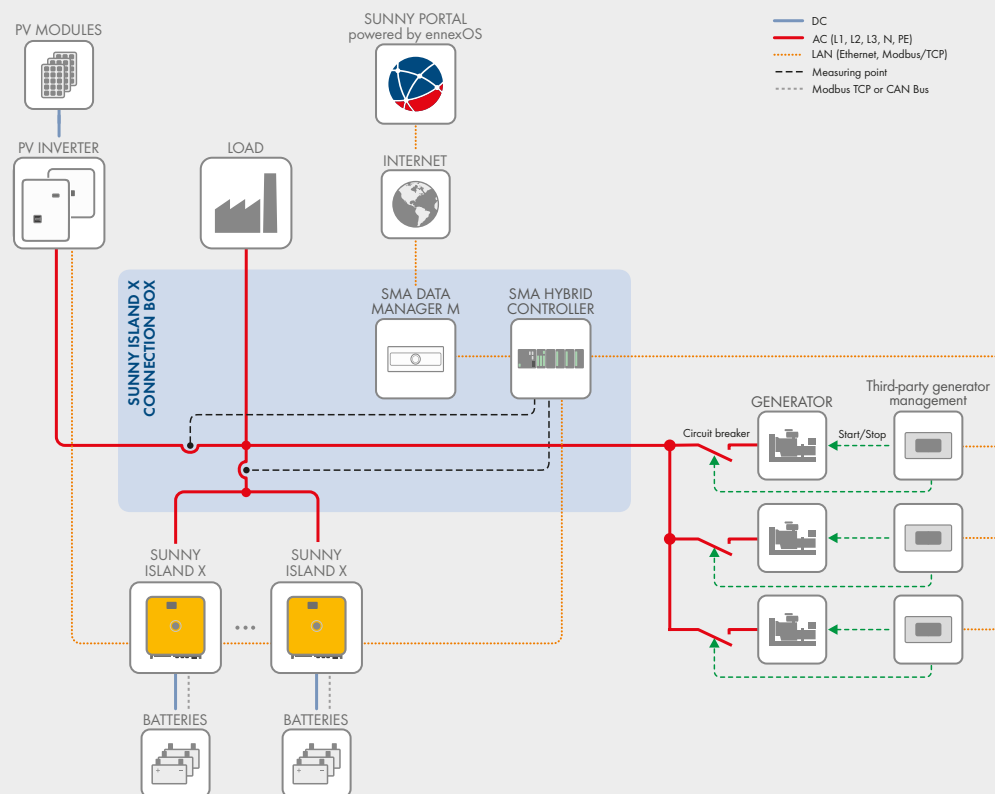 PV MODULES
SUNNY PORTAL
powered by ennexOS
DC
AC (L1, L2, L3, N, PE)
LAN (Ethernet, Modbus/TCP)
Measuring point
Modbus TCP or CAN Bus
PV INVERTER
LOAD
INTERNET
SUNNY ISLAND X
CONNECTION BOX
SMA DATA
MANAGER M
SMA HYBRID
CONTROLLER
Third-party generator
management
GENERATOR
Circuit breaker
Start/Stop
SUNNY
ISLAND X
SUNNY
ISLAND X
...
BATTERIES
BATTERIES